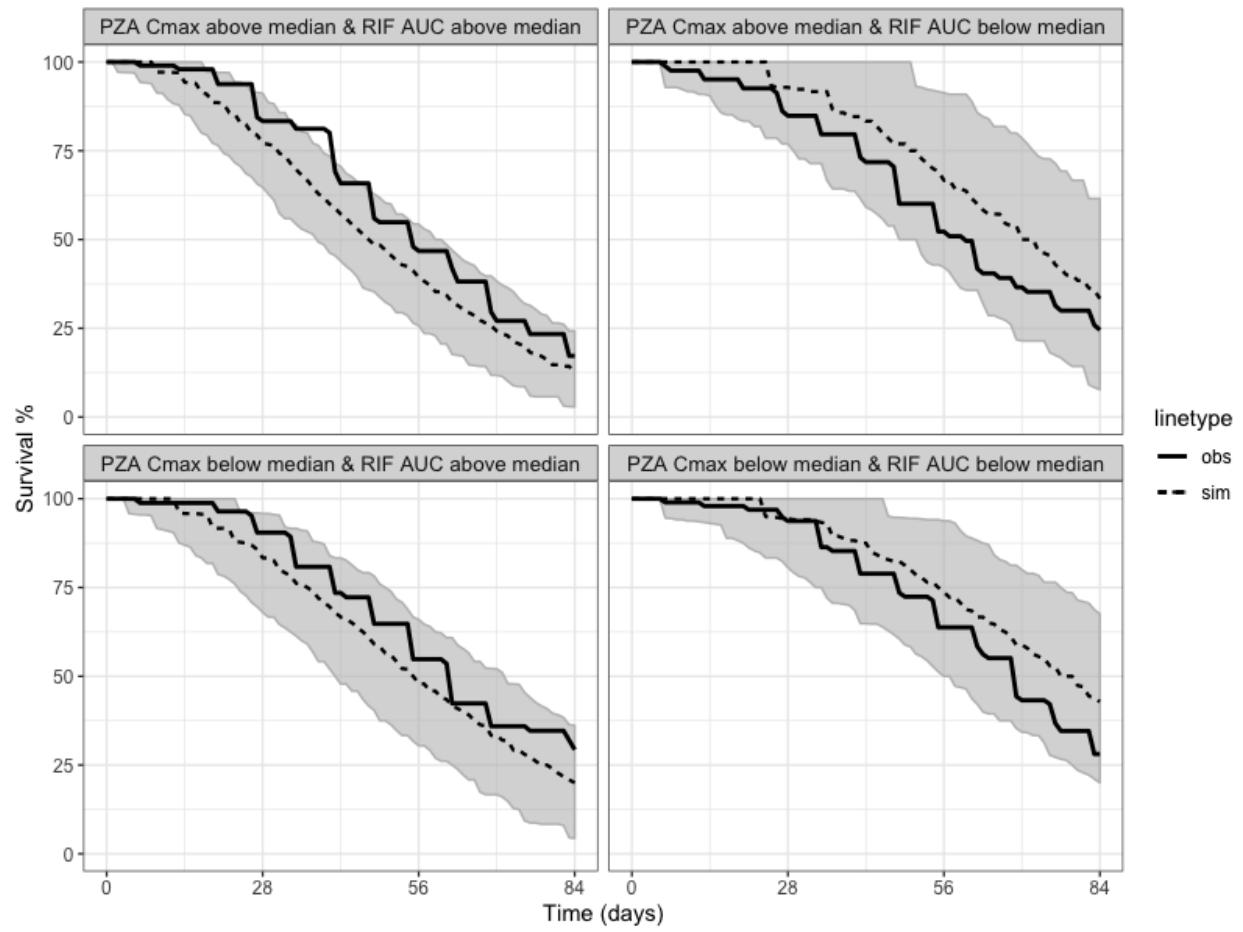 PZA Cmax above median & RIF AUC above median
PZA Cmax above median & RIF AUC below median
100
75
50
25
0
PZA Cmax below median & RIF AUC above median
PZA Cmax below median & RIF AUC below median
100
75
50
25
0
Survival %
0 28 56 84
0 28 56 84
Time (days)
linetype
obs
sim